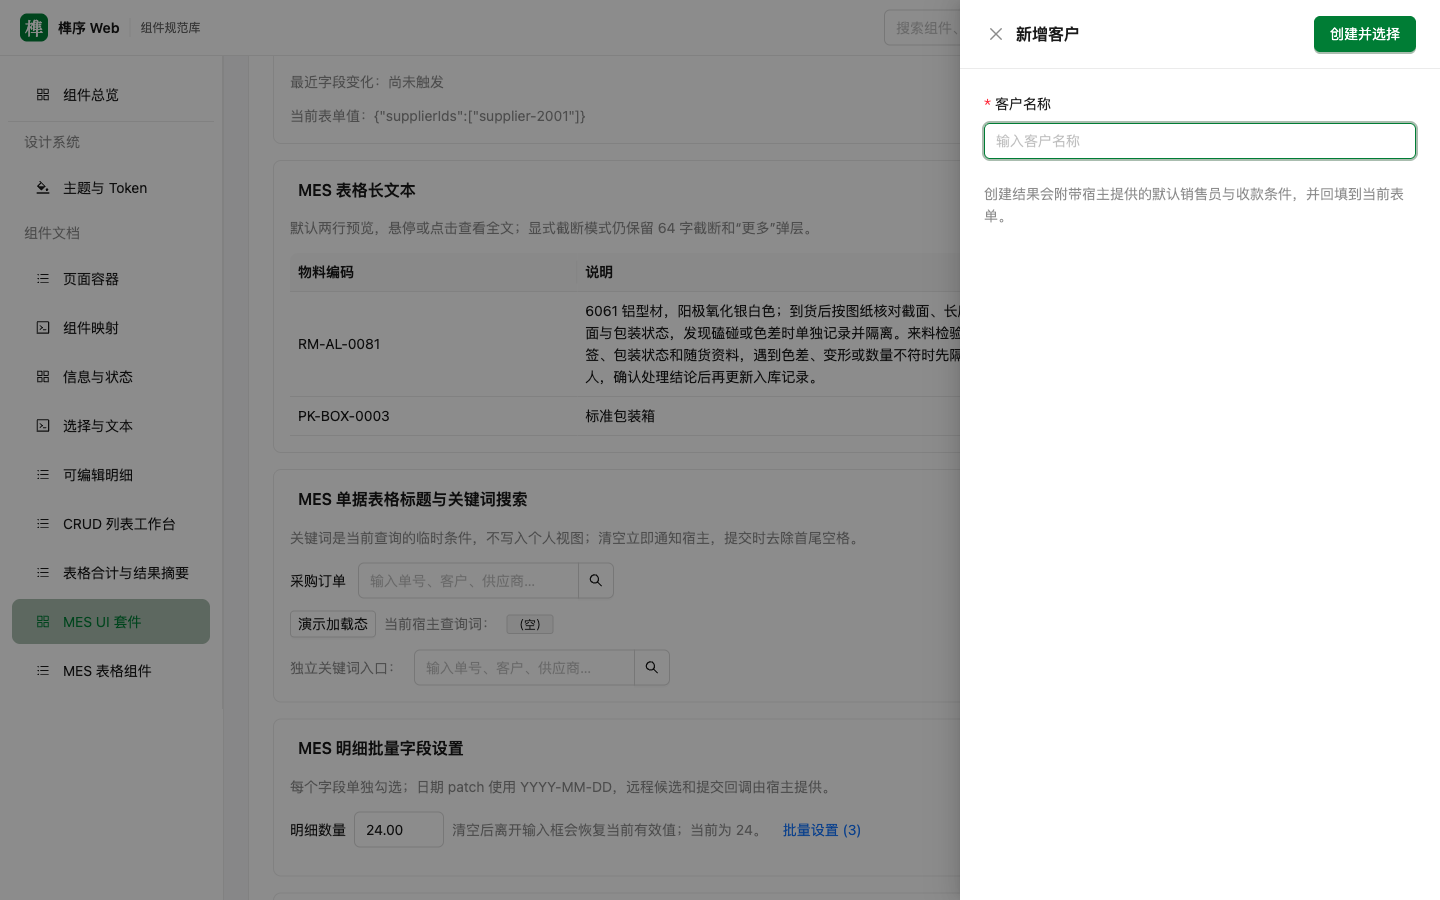 榫 榫序 Web 组件规范库 搜索组件、
组件总览
设计系统
主题与 Token
组件文档
页面容器
组件映射
信息与状态
选择与文本
可编辑明细
CRUD 列表工作台
表格合计与结果摘要
MES UI 套件
MES 表格组件
最近字段变化：尚未触发
当前表单值：{"supplierIds":["supplier-2001"]}
MES 表格长文本
默认两行预览，悬停或点击查看全文；显式截断模式仍保留 64 字截断和“更多”弹层。
物料编码 说明
RM-AL-0081
6061 铝型材，阳极氧化银白色；到货后按图纸核对截面、长
面与包装状态，发现磕碰或色差时单独记录并隔离。来料检验
签、包装状态和随货资料，遇到色差、变形或数量不符时先隔
人，确认处理结论后再更新入库记录。
PK-BOX-0003 标准包装箱
MES 单据表格标题与关键词搜索
关键词是当前查询的临时条件，不写入个人视图；清空立即通知宿主，提交时去除首尾空格。
采购订单 输入单号、客户、供应商...
演示加载态 当前宿主查询词： （空）
独立关键词入口： 输入单号、客户、供应商...
MES 明细批量字段设置
每个字段单独勾选；日期 patch 使用 YYYY-MM-DD，远程候选和提交回调由宿主提供。
明细数量 24.00 清空后离开输入框会恢复当前有效值；当前为 24。 批量设置 (3)
新增客户 创建并选择
* 客户名称
输入客户名称
创建结果会附带宿主提供的默认销售员与收款条件，并回填到当前表
单。